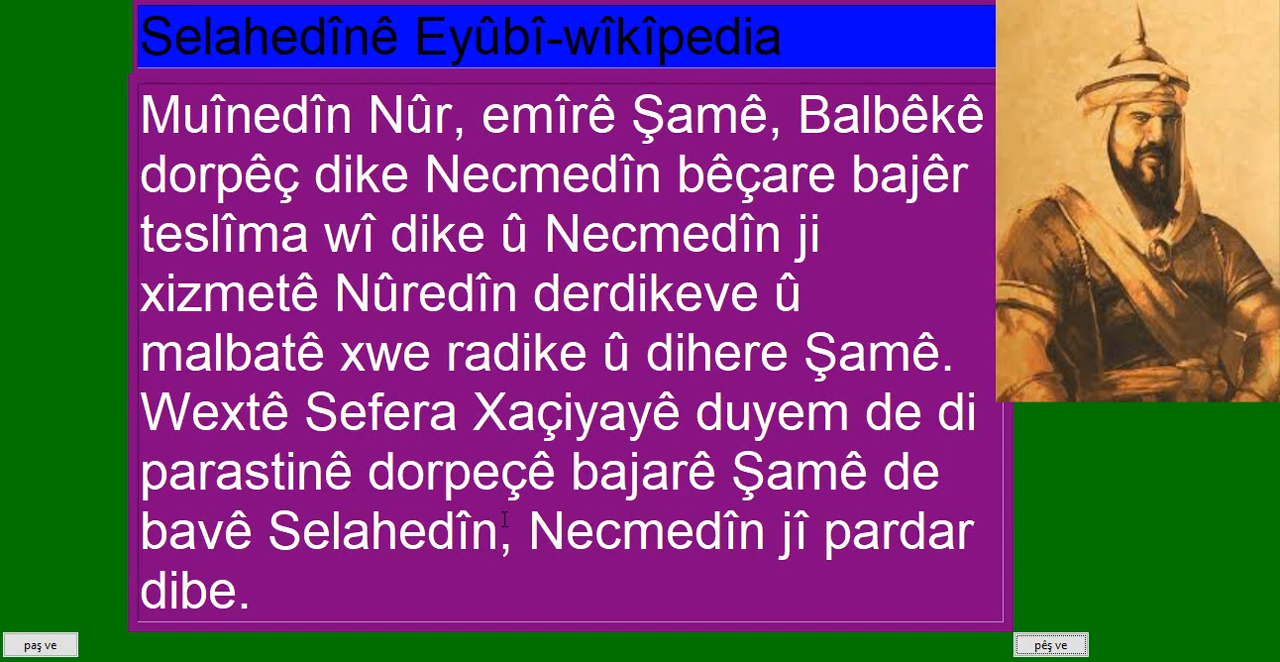 Selahedînê Eyûbî-wîkîpedia
Muînedîn Nûr, emîrê Şamê, Balbêkê
dorpêç dike Necmedîn bêçare bajêr
teslîma wî dike û Necmedîn ji
xizmetê Nûredîn derdikeve û
malbatê xwe radike û dihere Şamê.
Wextê Sefera Xaçiyayê duyem de di
parastinê dorpeçê bajarê Şamê de
bavê Selahedîn, Necmedîn jî pardar
dibe.
paş ve
pêş ve